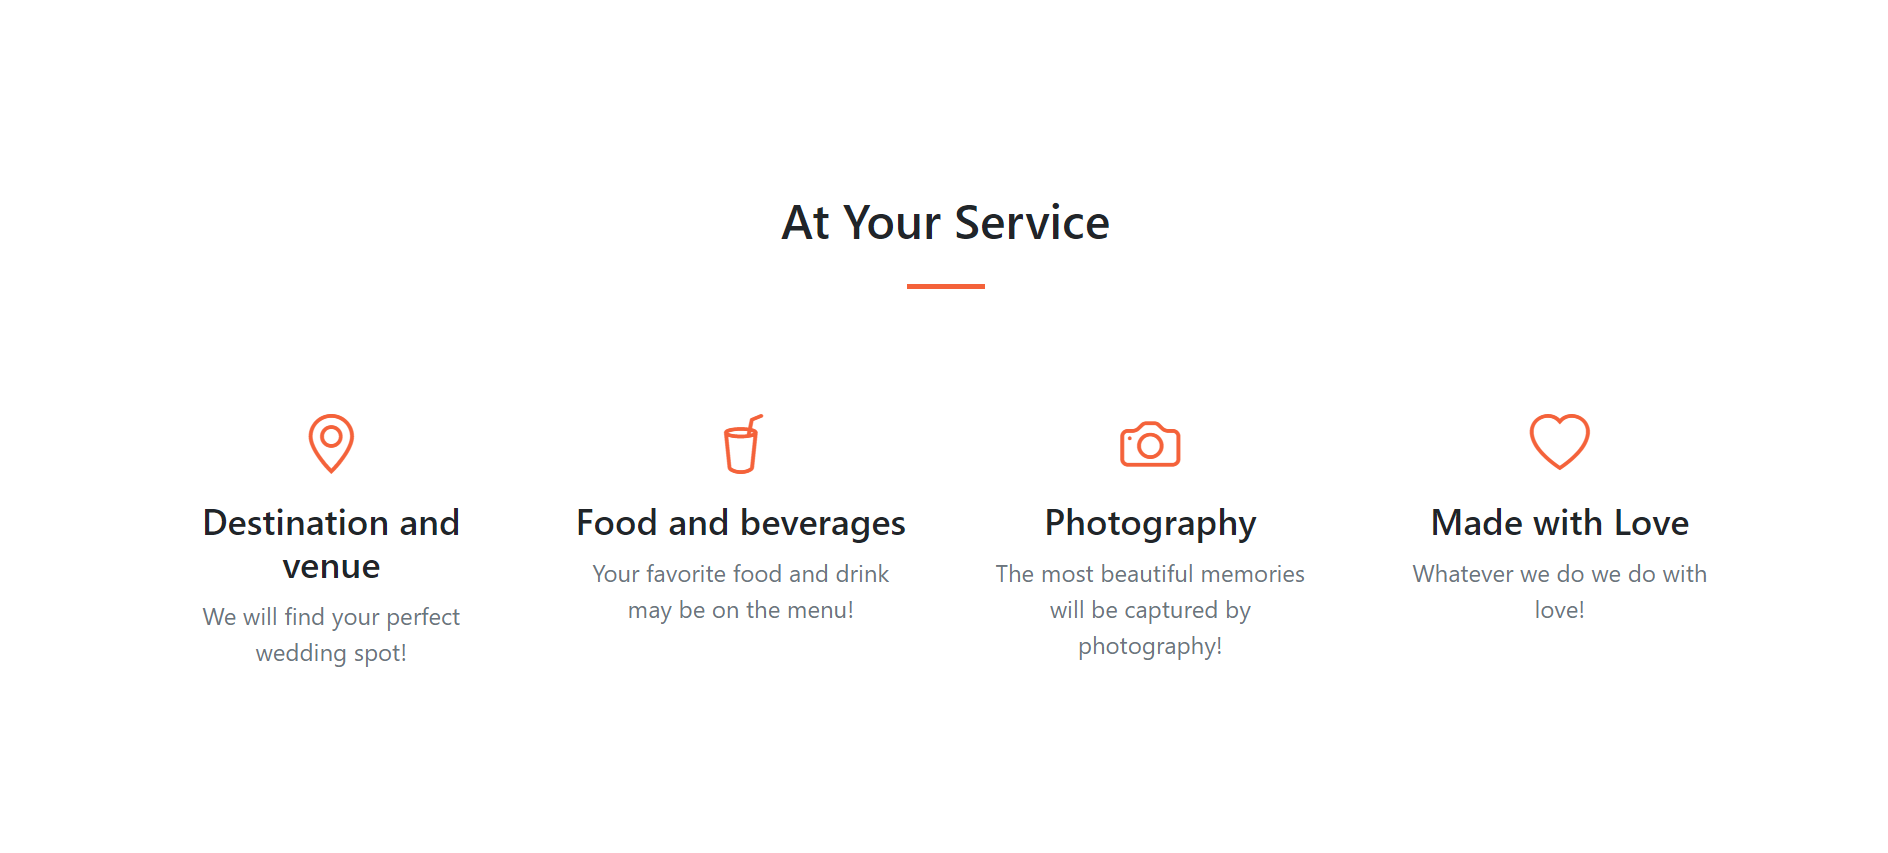 At Your Service
Destination and
venue
We will find your perfect
wedding spot!
Food and beverages
Your favorite food and drink
may be on the menu!
Photography
The most beautiful memories
will be captured by
photography!
Made with Love
Whatever we do we do with
love!